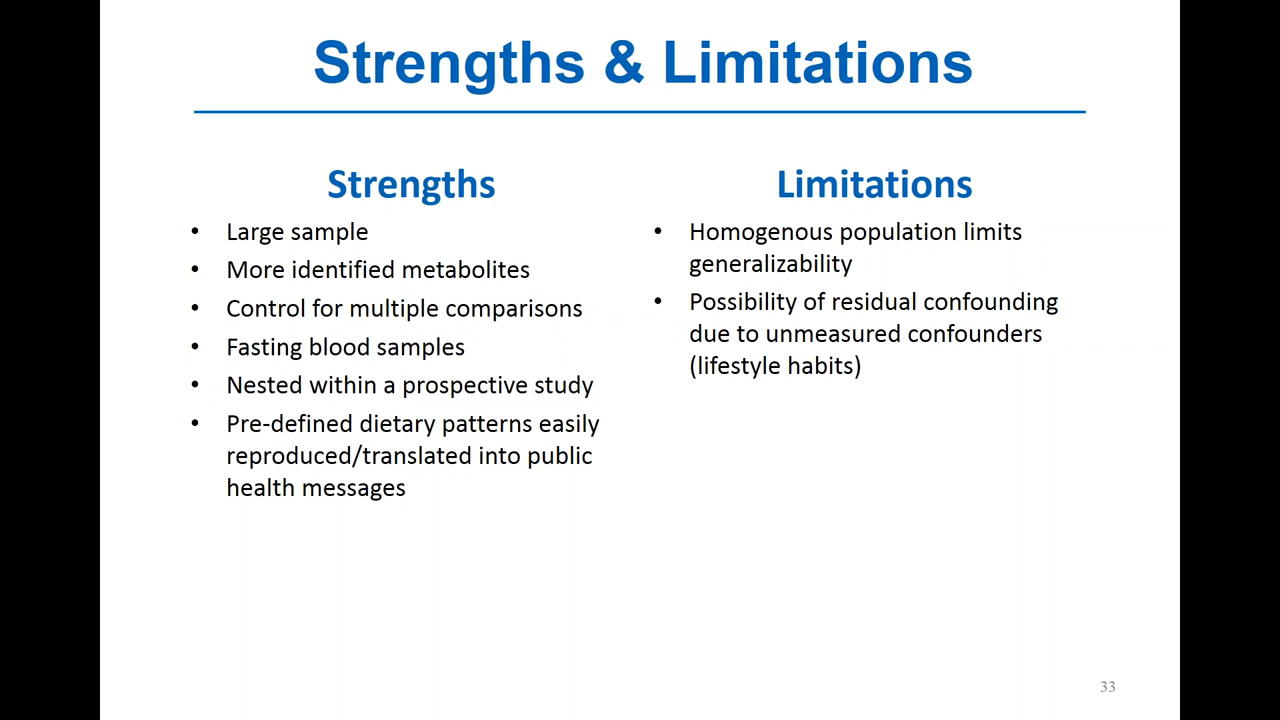 Strengths & Limitations
Strengths
• Large sample
• More identified metabolites
• Control for multiple comparisons
• Fasting blood samples
• Nested within a prospective study
• Pre-defined dietary patterns easily
reproduced/translated into public
health messages
Limitations
• Homogenous population limits
generalizability
• Possibility of residual confounding
due to unmeasured confounders
(lifestyle habits)
33